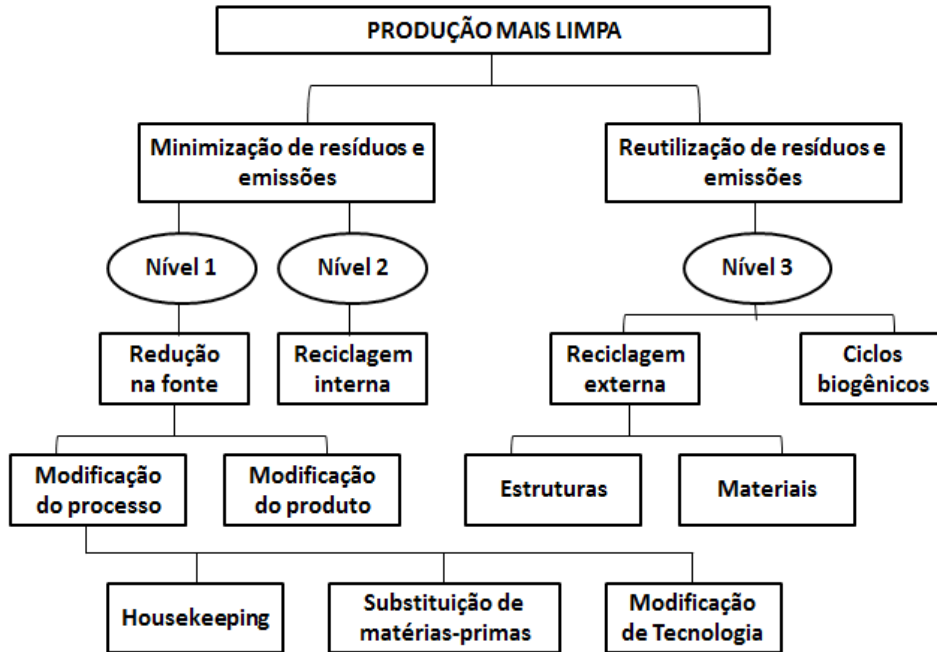 PRODUÇÃO MAIS LIMPA
Minimização de resíduos e
emissões
Reutilização de resíduos e
emissões
Nível 1
Nível 2
Nível 3
Redução
na fonte
Reciclagem
interna
Reciclagem
externa
Ciclos
biogênicos
Modificação
do processo
Modificação
do produto
Estruturas
Materiais
Housekeeping
Substituição de
matérias-primas
Modificação
de Tecnologia